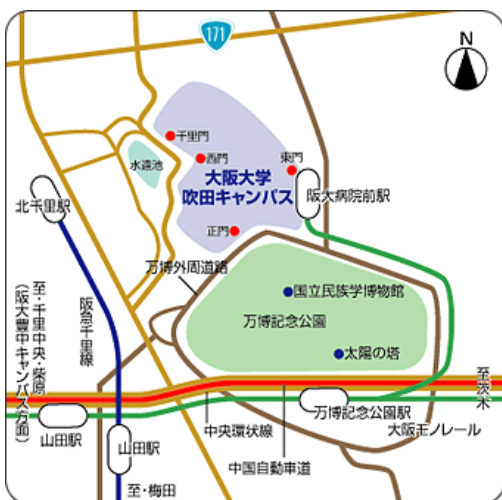 171
N
千里門
西門
東門
水遠池
大阪大学
吹田キャンパス
阪大病院前駅
北千里駅
正門
万博外周道路
国立民族学博物館
万博記念公園
太陽の塔
阪急千里線
至・千里中央・柴原
(阪大豊中キャンパス方面)
至茨木
万博記念公園駅
山田駅
中央環状線
大阪モノレール
山田駅
中国自動車道
至・梅田